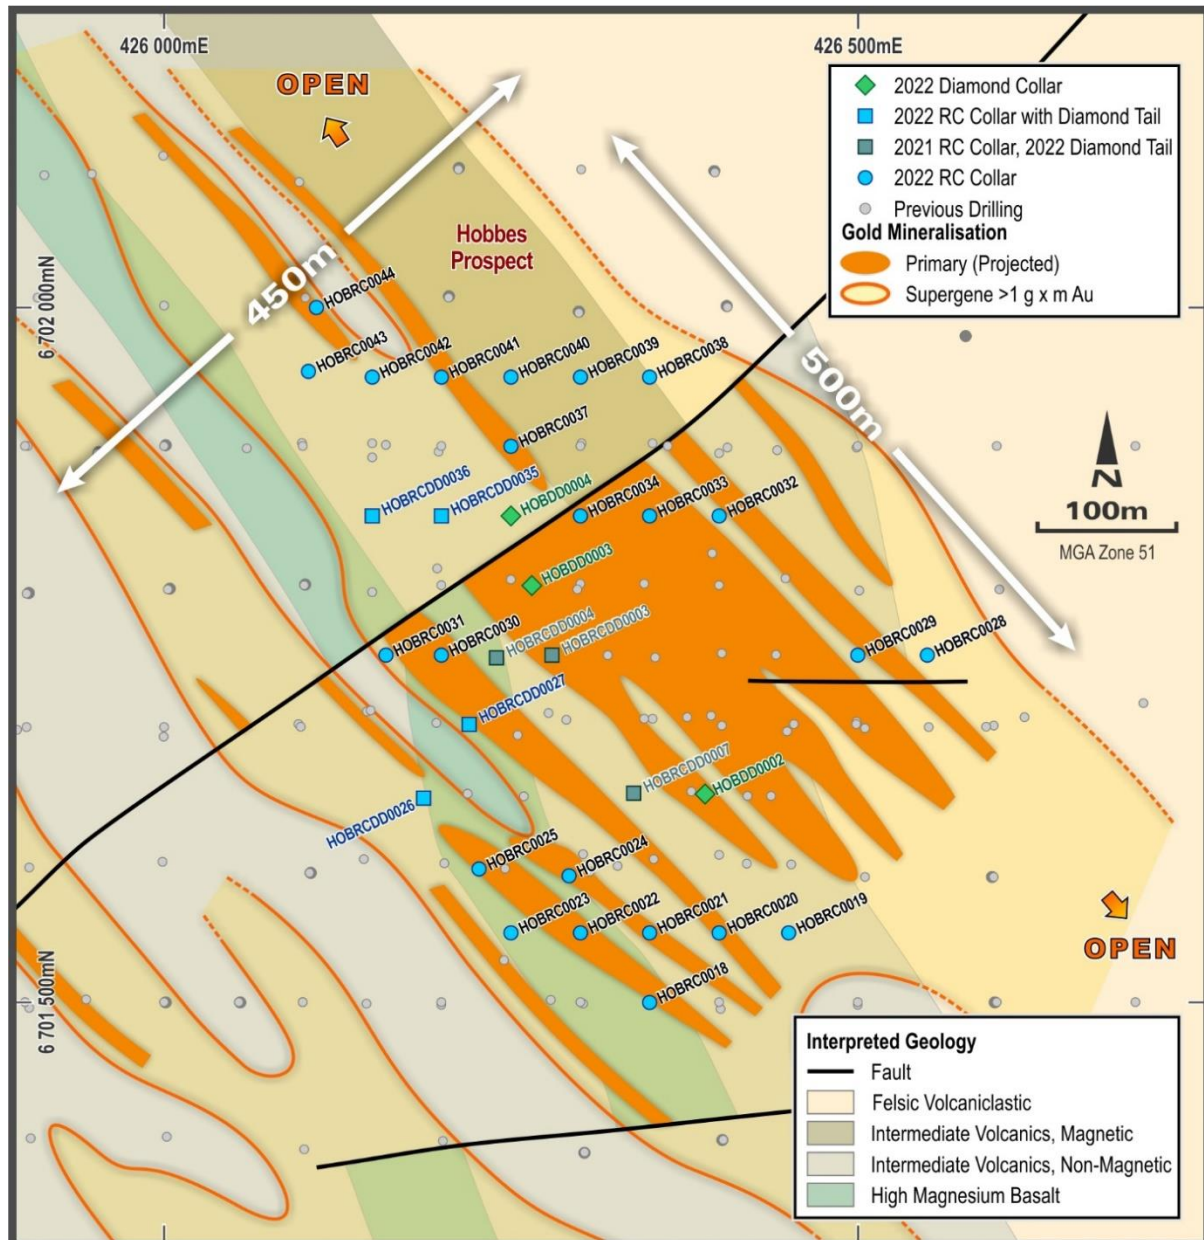 426 000mE
426 500mE
OPEN
2022 Diamond Collar
2022 RC Collar with Diamond Tail
2021 RC Collar, 2022 Diamond Tail
2022 RC Collar
Previous Drilling
Gold Mineralisation
Primary (Projected)
Supergene >1 g x m Au
Hobbes
Prospect
450m
500m
6 702 000mN
HOBRC0044
HOBRC0043
HOBRC0042
HOBRC0041
HOBRC0040
HOBRC0039
HOBRC0038
HOBRC0037
N
100m
MGA Zone 51
HOBRCDD0036
HOBRCDD0035
HOBDD0004
HOBRC0034
HOBRC0033
HOBRC0032
HOBDD0003
HOBRC0031
HOBRC0030
HOBRCDD0004
HOBRCDD0003
HOBRC0029
HOBRC0028
HOBRCDD0027
HOBRCDD0026
HOBRCDD0007
HOBDD0002
HOBRC0025
HOBRC0024
HOBRC0023
HOBRC0022
HOBRC0021
HOBRC0020
HOBRC0019
HOBRC0018
OPEN
6 701 500mN
Interpreted Geology
Fault
Felsic Volcaniclastic
Intermediate Volcanics, Magnetic
Intermediate Volcanics, Non-Magnetic
High Magnesium Basalt